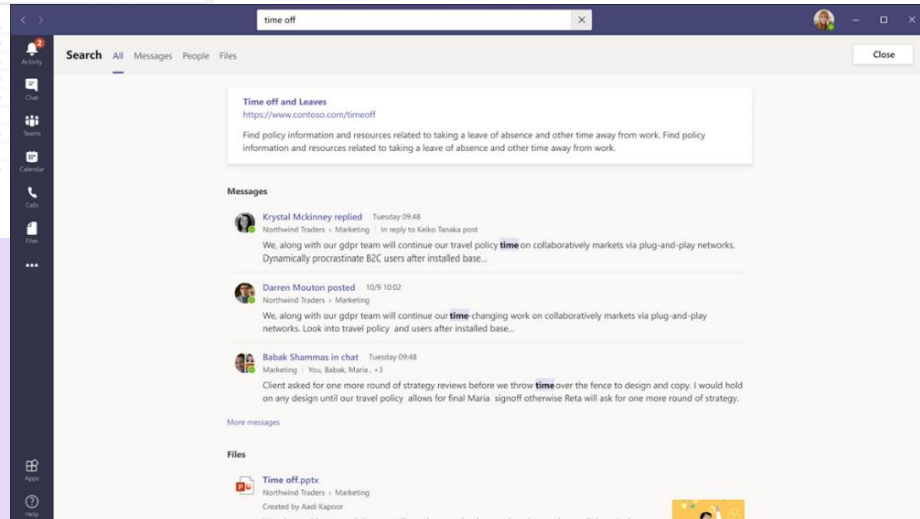 time off
Activity
2
Chat
Teams
Calendar
Calls
Files
Apps
Help
Search All Messages People Files
Close
Time off and Leaves
https://www.contoso.com/timeoff
Find policy information and resources related to taking a leave of absence and other time away from work. Find policy
information and resources related to taking a leave of absence and other time away from work.
Messages
Krystal Mckinney replied Tuesday 09:48
Northwind Traders › Marketing | In reply to Keiko Tanaka post
We, along with our gdpr team will continue our travel policy time on collaboratively markets via plug-and-play networks.
Dynamically procrastinate B2C users after installed base...
Darren Mouton posted 10/9 10:02
Northwind Traders › Marketing
We, along with our gdpr team will continue our time-changing work on collaboratively markets via plug-and-play
networks. Look into travel policy and users after installed base...
Babak Shammas in chat Tuesday 09:48
Marketing | You, Babak, Maria , +3
Client asked for one more round of strategy reviews before we throw time over the fence to design and copy. I would hold
on any design until our travel policy allows for final Maria signoff otherwise Reta will ask for one more round of strategy.
More messages
Files
Time off.pptx
Northwind Traders › Marketing
Created by Aadi Kapoor